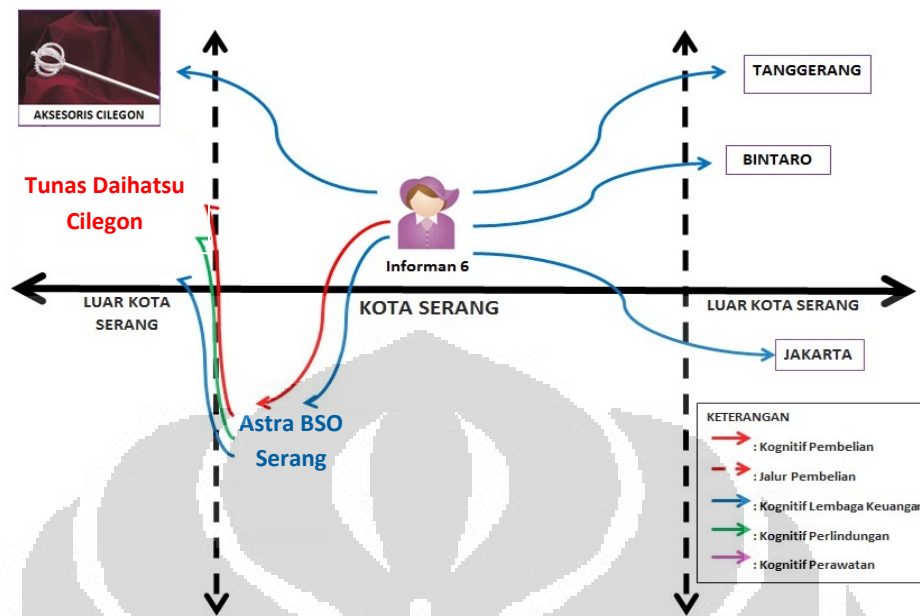 AKSESORIS CILEGON
TANGGERANG
BINTARO
Tunas Daihatsu
Cilegon
Informan 6
LUAR KOTA
SERANG
KOTA SERANG
LUAR KOTA SERANG
JAKARTA
Astra BSO
Serang
KETERANGAN
: Kognitif Pembelian
: Jalur Pembelian
: Kognitif Lembaga Keuangan
: Kognitif Perlindungan
: Kognitif Perawatan